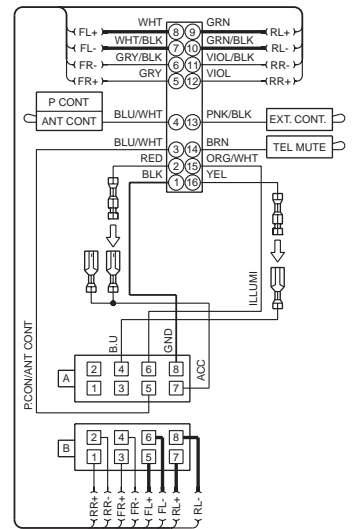 WHT 8 9 GRN
FL+ RL+
WHT/BLK 7 10 GRN/BLK
FL- RL-
GRY/BLK 6 11 VIOL/BLK
FR- RR-
GRY 5 12 VIOL
FR+ RR+
P CONT
ANT CONT BLU/WHT 4 13 PNK/BLK EXT. CONT.
BLU/WHT 3 14 BRN TEL MUTE
RED 2 15 ORG/WHT
BLK 1 16 YEL
P.CON/ANT CONT
B.U
ILLUMI
GND
ACC
A
2 4 6 8
1 3 5 7
B
2 4 6 8
1 3 5 7
RR+ RR- FR+ FR- FL+ FL- RL+ RL-